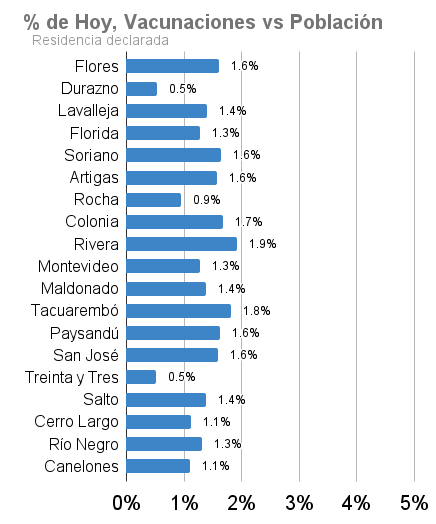 % de Hoy, Vacunaciones vs Población
Residencia declarada
Flores 1.6%
Durazno 0.5%
Lavalleja 1.4%
Florida 1.3%
Soriano 1.6%
Artigas 1.6%
Rocha 0.9%
Colonia 1.7%
Rivera 1.9%
Montevideo 1.3%
Maldonado 1.4%
Tacuarembó 1.8%
Paysandú 1.6%
San José 1.6%
Treinta y Tres 0.5%
Salto 1.4%
Cerro Largo 1.1%
Río Negro 1.3%
Canelones 1.1%
0% 1% 2% 3% 4% 5%